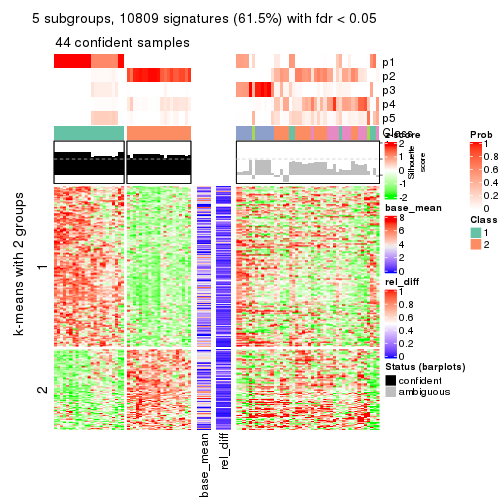 5 subgroups, 10809 signatures (61.5%) with fdr < 0.05
44 confident samples
p1
p2
p3
p4
p5
Class
k-means with 2 groups
1
2
base_mean
rel_diff
z-score
2
1
0
-1
-2
Silhouette
score
base_mean
8
6
4
2
0
rel_diff
1
0.8
0.6
0.4
0.2
0
Status (barplots)
confident
ambiguous
Prob
1
0.8
0.6
0.4
0.2
0
Class
1
2